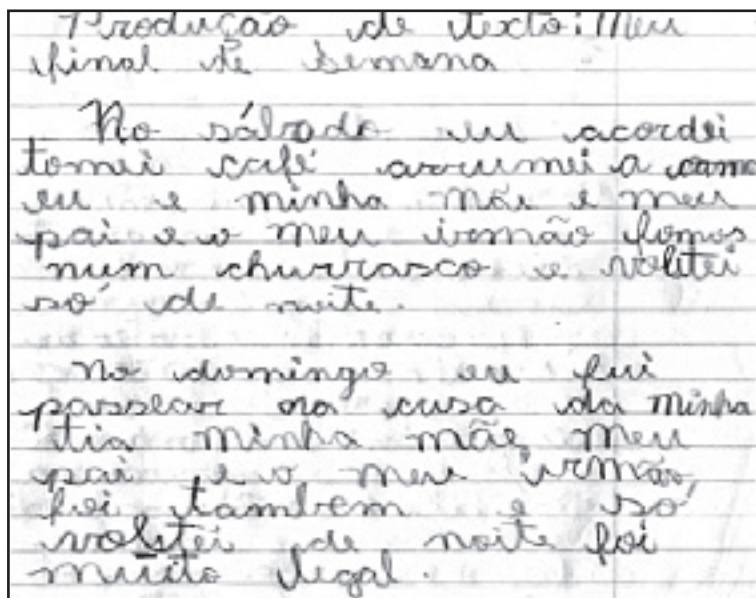 Produção de texto: Meu
final de semana
No sábado eu acordei
tomei café arrumei a cama
eu e minha mãe e meu
pai e o meu irmão fomos
num churrasco e voltei
só de noite.
No domingo eu fui
passear na casa da minha
tia minha mãe meu
pai e o meu irmão
foi tambem e só
voltei de noite foi
muito legal.